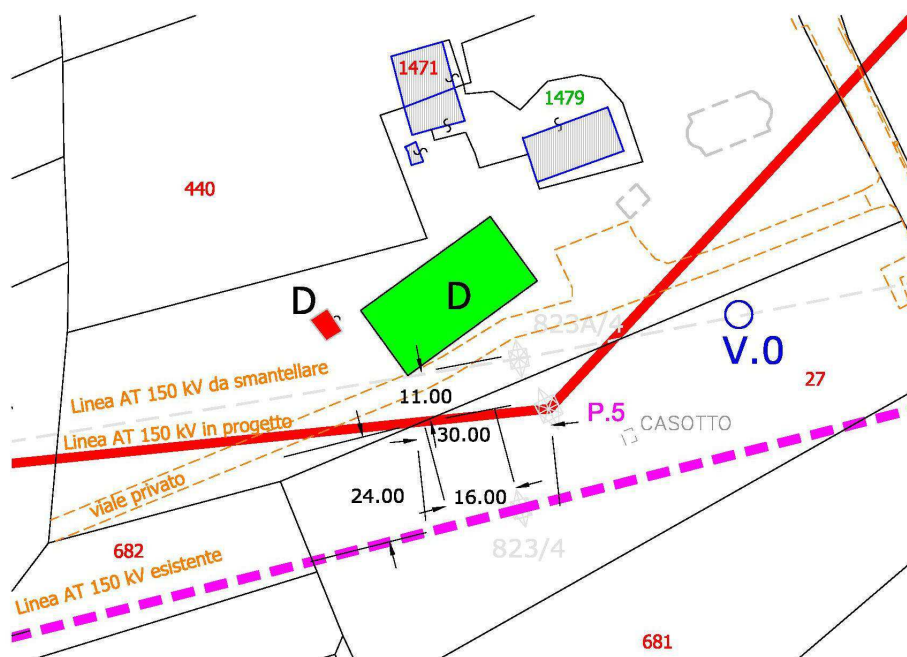 1471
1479
440
D
D
823A/4
V.0
27
Linea AT 150 kV da smantellare
11.00
P.5
CASOTTO
Linea AT 150 kV in progetto
30.00
viale privato
24.00
16.00
823/4
682
Linea AT 150 kV esistente
681